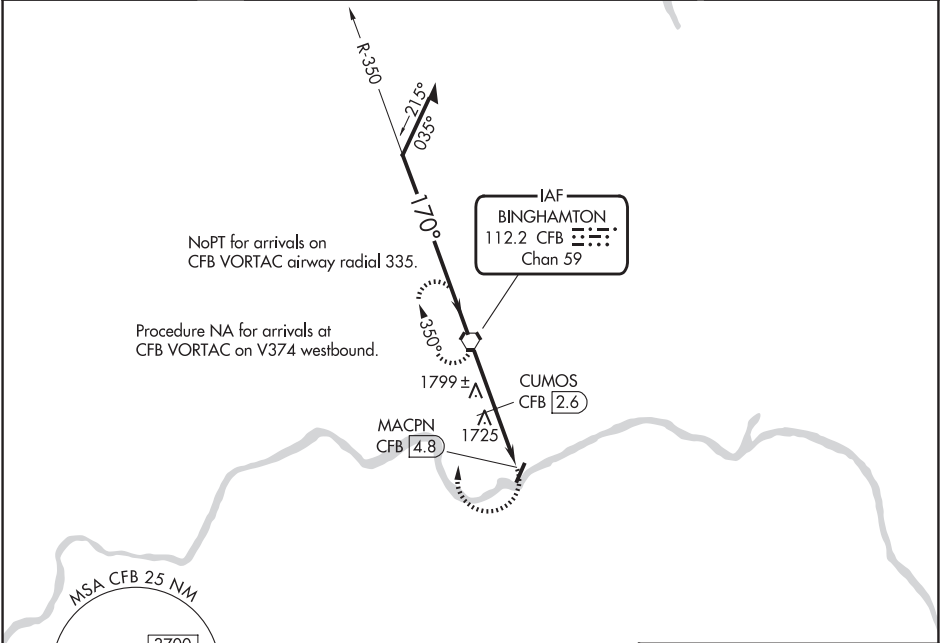 R-350
215°
035°
170°
IAF
BINGHAMTON
112.2 CFB
Chan 59
NoPT for arrivals on
CFB VORTAC airway radial 335.
350°
Procedure NA for arrivals at
CFB VORTAC on V374 westbound.
1799 ±
CUMOS
CFB 2.6
MACPN
CFB 4.8
1725
MSA CFB 25 NM